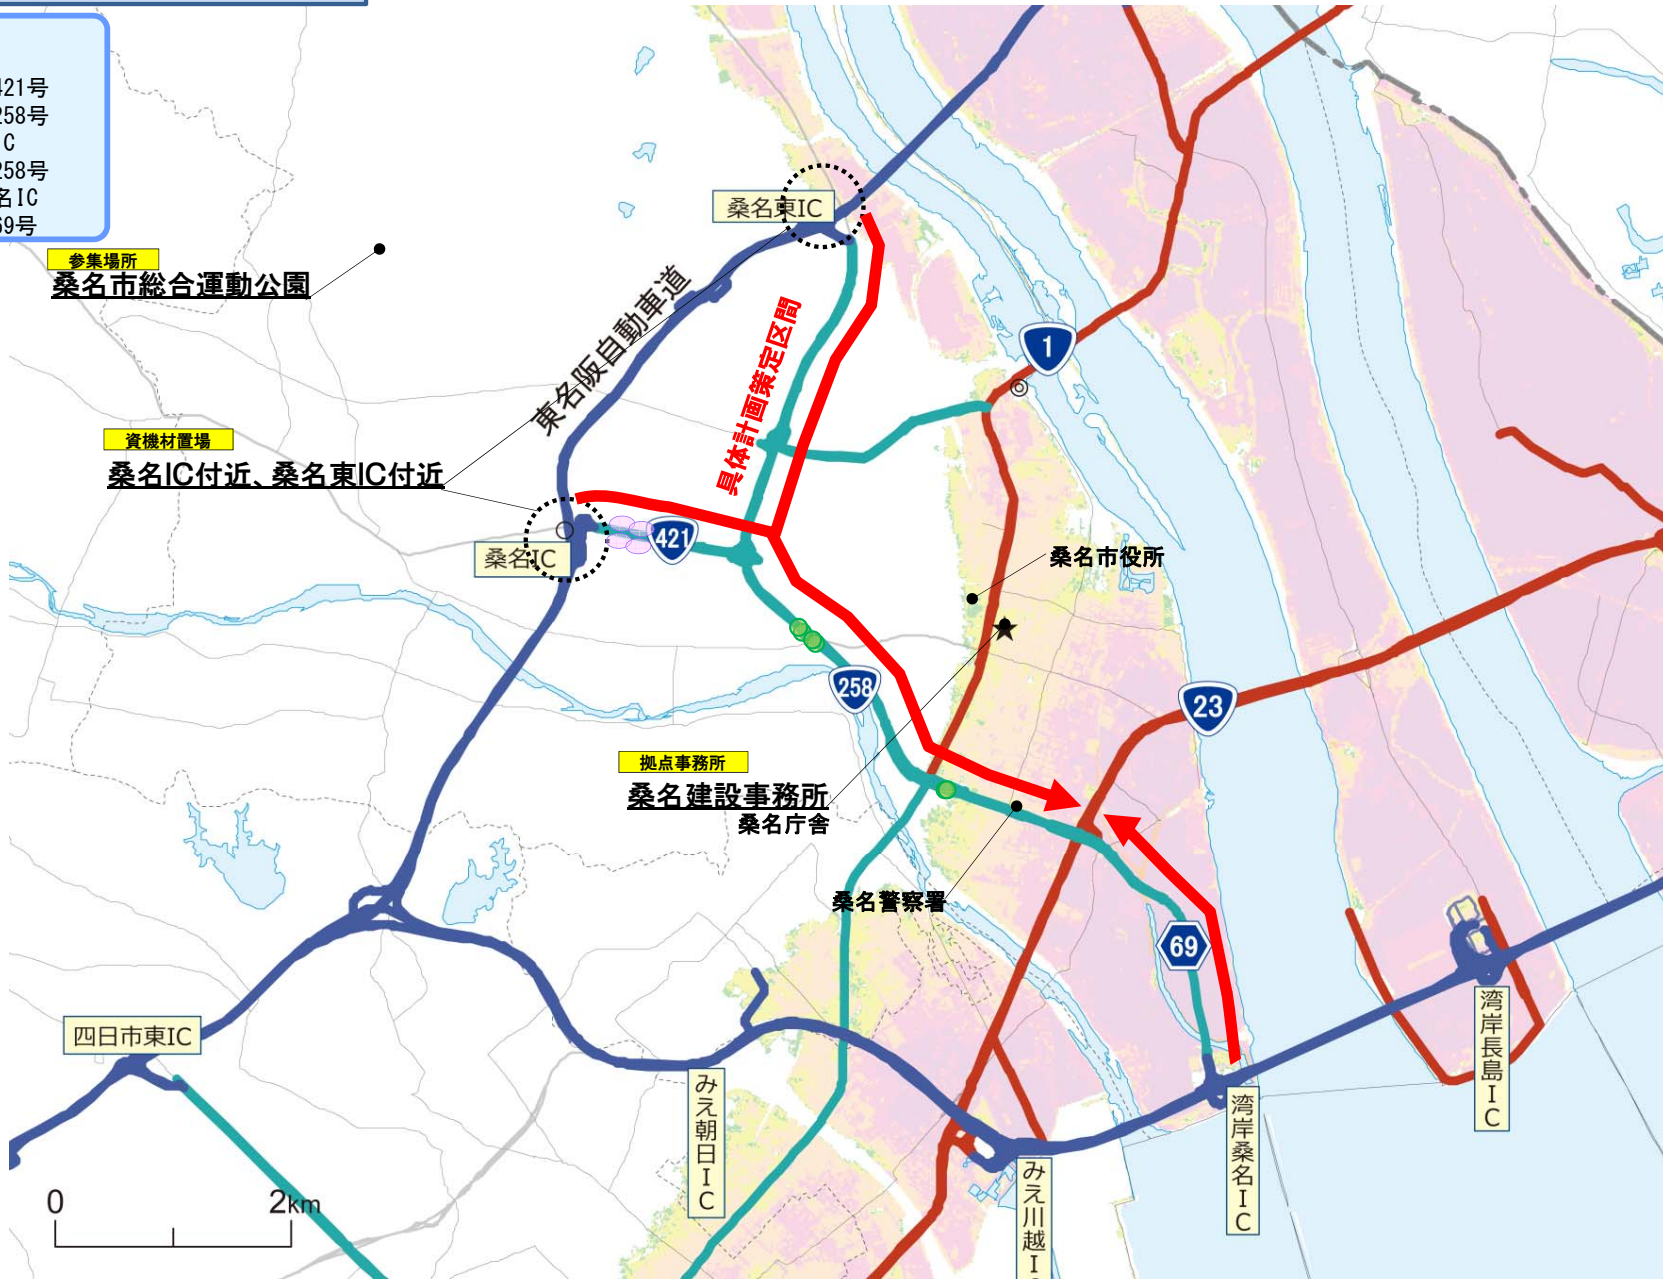 421号
258号
IC
258号
名IC
69号
参集場所
桑名市総合運動公園
資機材置場
桑名IC付近、桑名東IC付近
桑名東IC
東名阪自動車道
具体計画策定区間
1
桑名IC
421
桑名市役所
258
23
拠点事務所
桑名建設事務所
桑名庁舎
桑名警察署
69
四日市東IC
みえ朝日IC
みえ川越I
湾岸桑名IC
湾岸長島IC
0
2km